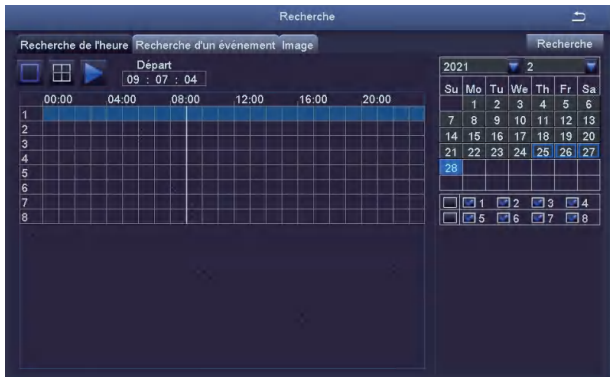 Recherche
Recherche de l'heure Recherche d'un événement Image
Recherche
Départ
09 : 07 : 04
2021 2
Su Mo Tu We Th Fr Sa
1 2 3 4 5 6
7 8 9 10 11 12 13
14 15 16 17 18 19 20
21 22 23 24 25 26 27
28
00:00 04:00 08:00 12:00 16:00 20:00
1
2
3
4
5
6
7
8
1 2 3 4
5 6 7 8